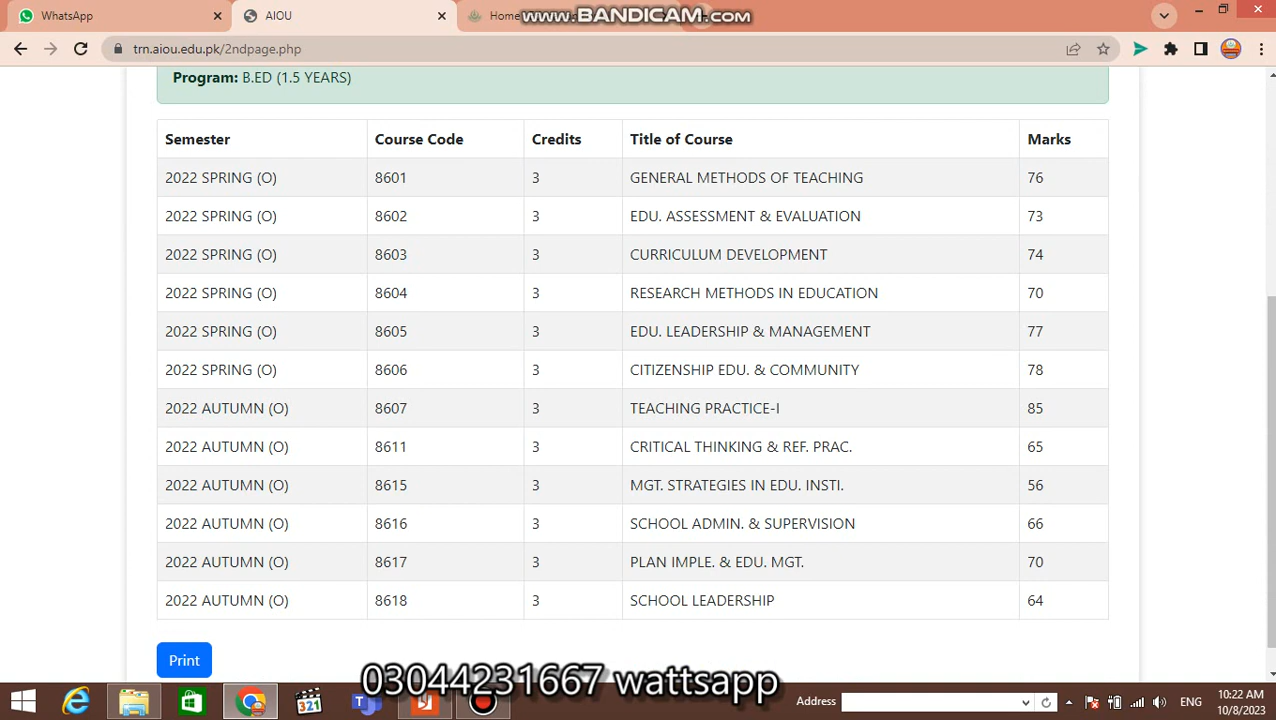 WhatsApp
AIOU
Home
www.BANDICAM.com
trn.aiou.edu.pk/2ndpage.php
Program: B.ED (1.5 YEARS)
Semester Course Code Credits Title of Course Marks
2022 SPRING (O) 8601 3 GENERAL METHODS OF TEACHING 76
2022 SPRING (O) 8602 3 EDU. ASSESSMENT & EVALUATION 73
2022 SPRING (O) 8603 3 CURRICULUM DEVELOPMENT 74
2022 SPRING (O) 8604 3 RESEARCH METHODS IN EDUCATION 70
2022 SPRING (O) 8605 3 EDU. LEADERSHIP & MANAGEMENT 77
2022 SPRING (O) 8606 3 CITIZENSHIP EDU. & COMMUNITY 78
2022 AUTUMN (O) 8607 3 TEACHING PRACTICE-I 85
2022 AUTUMN (O) 8611 3 CRITICAL THINKING & REF. PRAC. 65
2022 AUTUMN (O) 8615 3 MGT. STRATEGIES IN EDU. INSTI. 56
2022 AUTUMN (O) 8616 3 SCHOOL ADMIN. & SUPERVISION 66
2022 AUTUMN (O) 8617 3 PLAN IMPLE. & EDU. MGT. 70
2022 AUTUMN (O) 8618 3 SCHOOL LEADERSHIP 64
Print
03044231667 wattsapp
321
Address
ENG
10:22 AM
10/8/2023